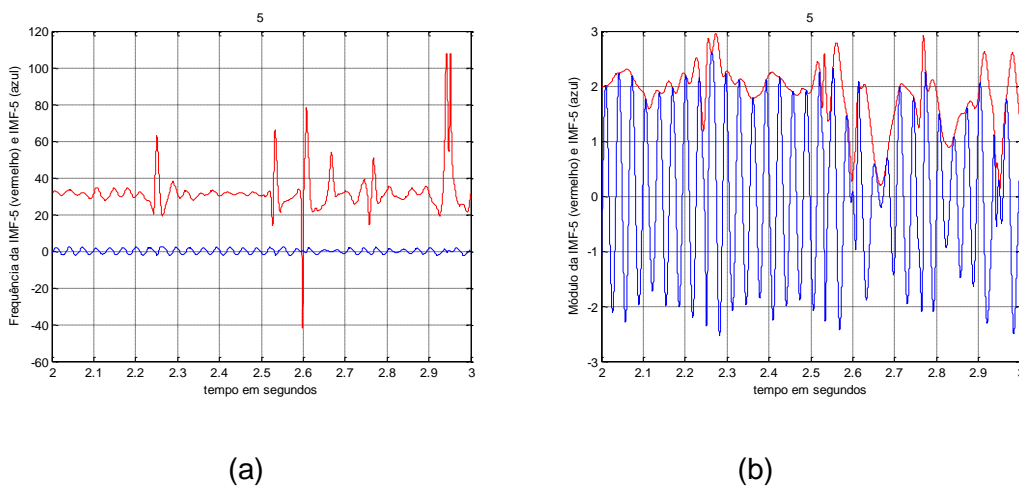 5
Frequência da IMF-5 (vermelho) e IMF-5 (azul)
120
100
80
60
40
20
0
-20
-40
-60
2 2.1 2.2 2.3 2.4 2.5 2.6 2.7 2.8 2.9 3
tempo em segundos
(a)
5
Módulo da IMF-5 (vermelho) e IMF-5 (azul)
3
2
1
0
-1
-2
-3
2 2.1 2.2 2.3 2.4 2.5 2.6 2.7 2.8 2.9 3
tempo em segundos
(b)